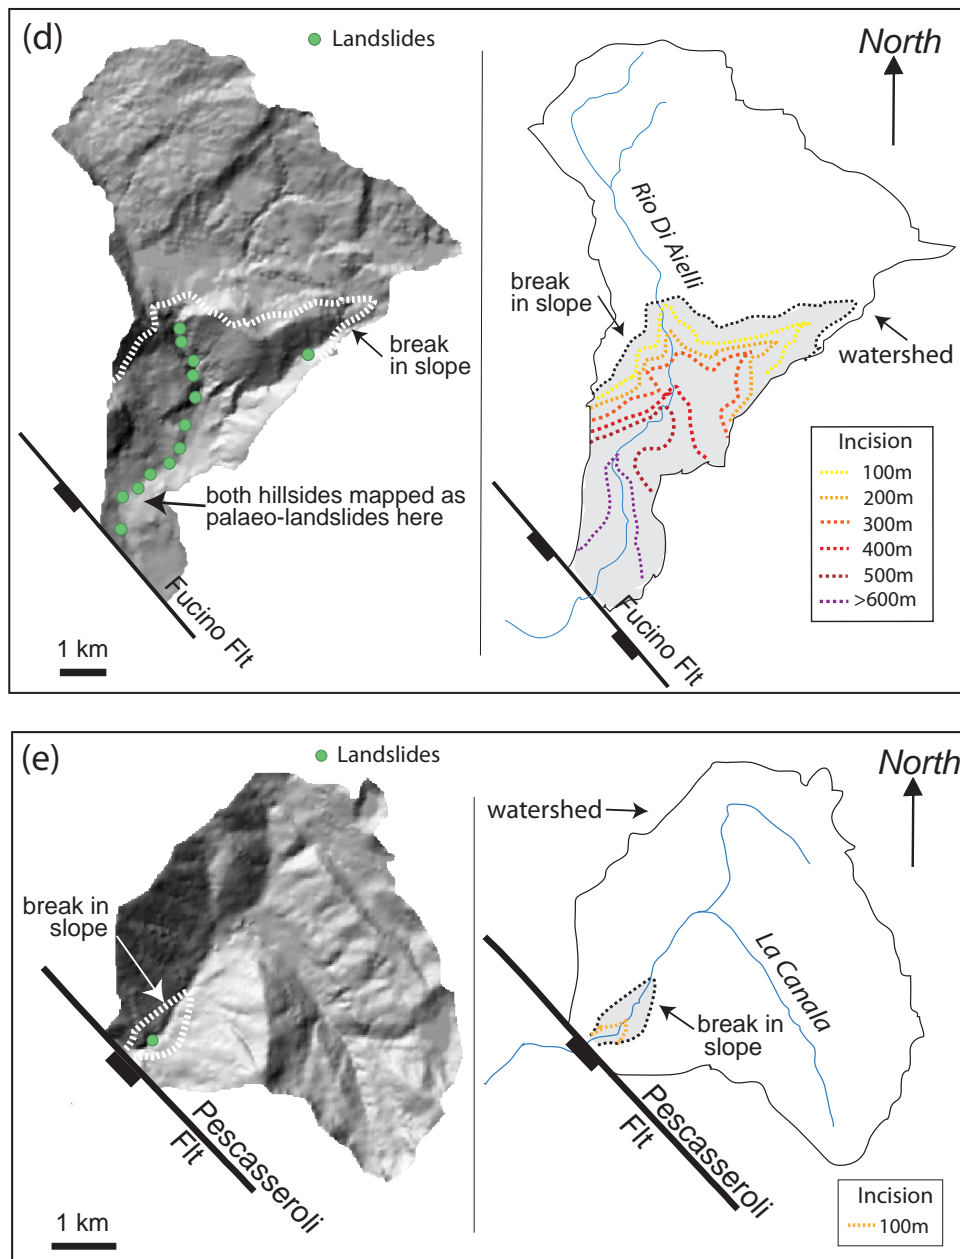 (d)
Landslides
break
in slope
both hillsides mapped as
palaeo-landslides here
Fucino Flt
1 km
North
Rio Di Aielli
break
in slope
watershed
Incision
100m
200m
300m
400m
500m
>600m
Fucino Flt
(e)
Landslides
break in
slope
Pescasseroli
Flt
1 km
North
watershed
La Canala
break in
slope
Pescasseroli
Flt
Incision
100m